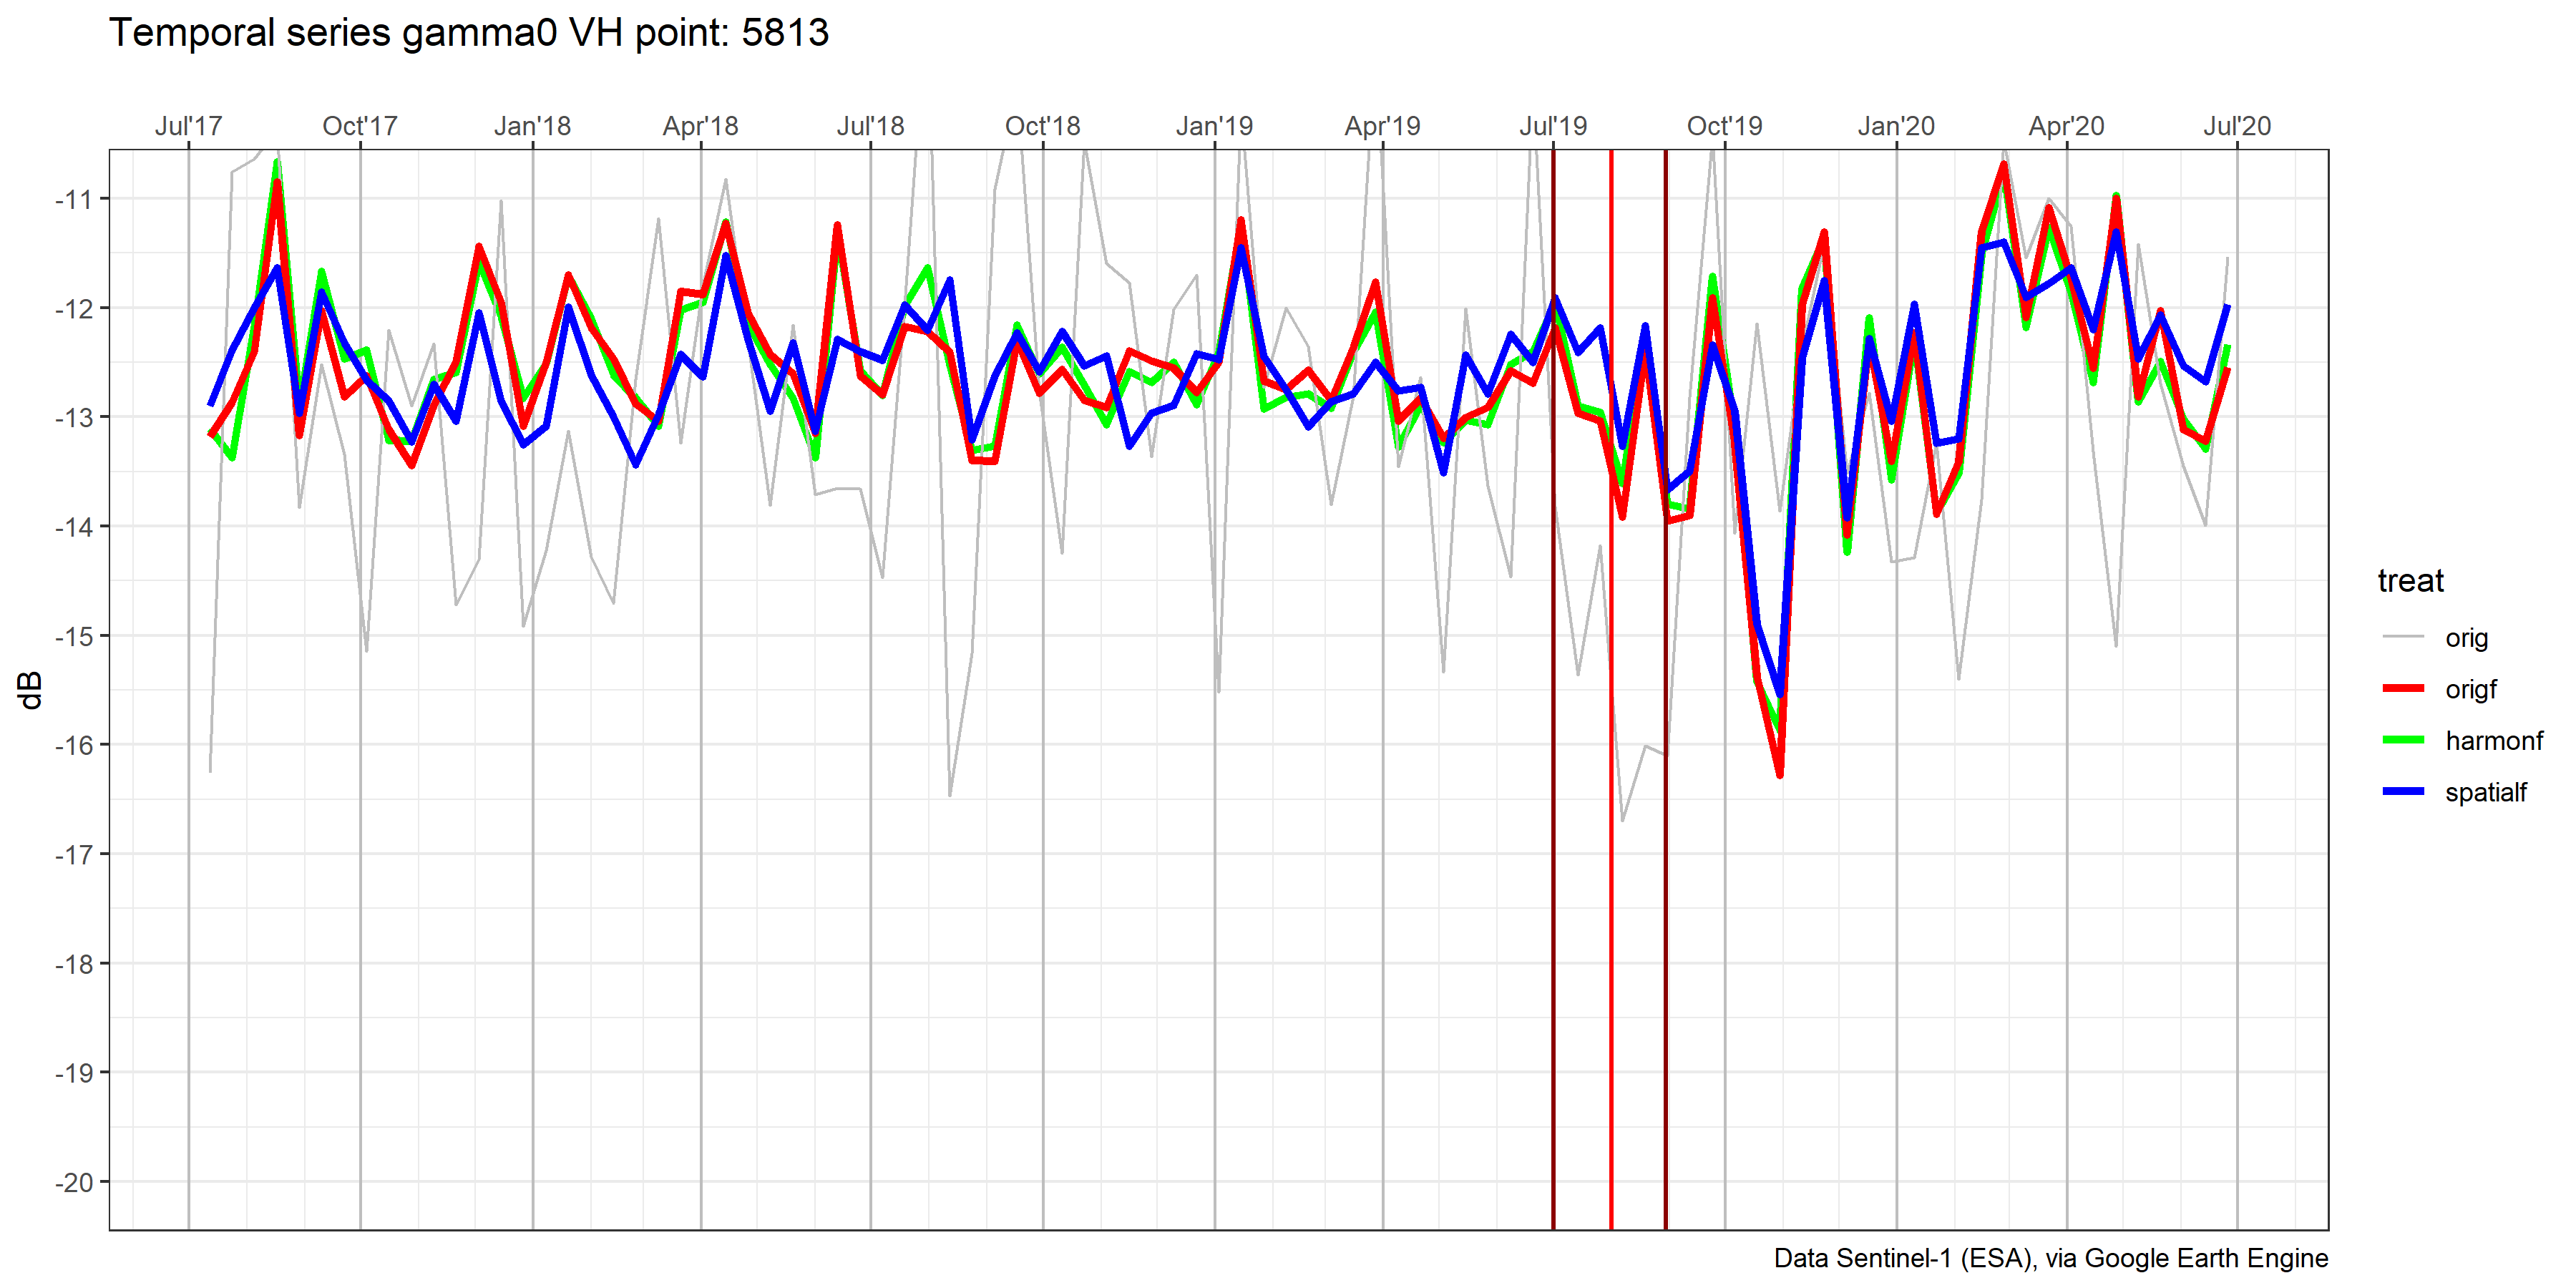 Temporal series gamma0 VH point: 5813
Jul'17 Oct'17 Jan'18 Apr'18 Jul'18 Oct'18 Jan'19 Apr'19 Jul'19 Oct'19 Jan'20 Apr'20 Jul'20
-11
-12
-13
-14
-15
-16
-17
-18
-19
-20
dB
treat
orig
origf
harmonf
spatialf
Data Sentinel-1 (ESA), via Google Earth Engine